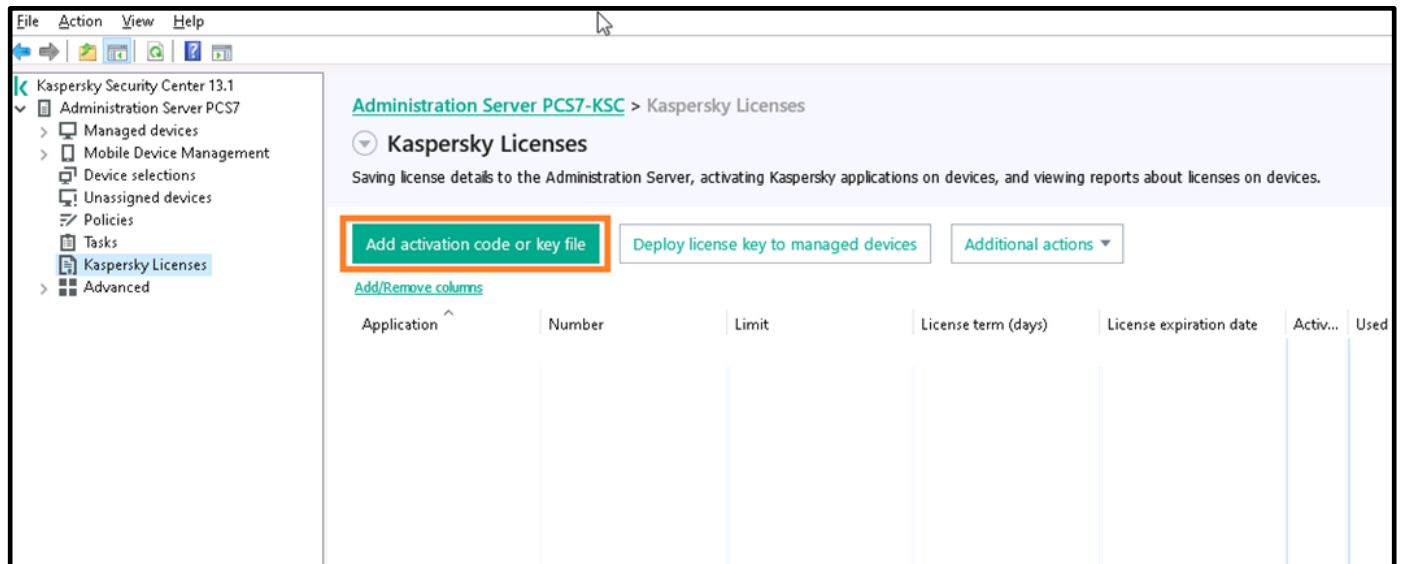 File Action View Help
Kaspersky Security Center 13.1
Administration Server PCS7
Managed devices
Mobile Device Management
Device selections
Unassigned devices
Policies
Tasks
Kaspersky Licenses
Advanced
Administration Server PCS7-KSC > Kaspersky Licenses
Kaspersky Licenses
Saving license details to the Administration Server, activating Kaspersky applications on devices, and viewing reports about licenses on devices.
Add activation code or key file Deploy license key to managed devices Additional actions
Add/Remove columns
Application Number Limit License term (days) License expiration date Activ... Used